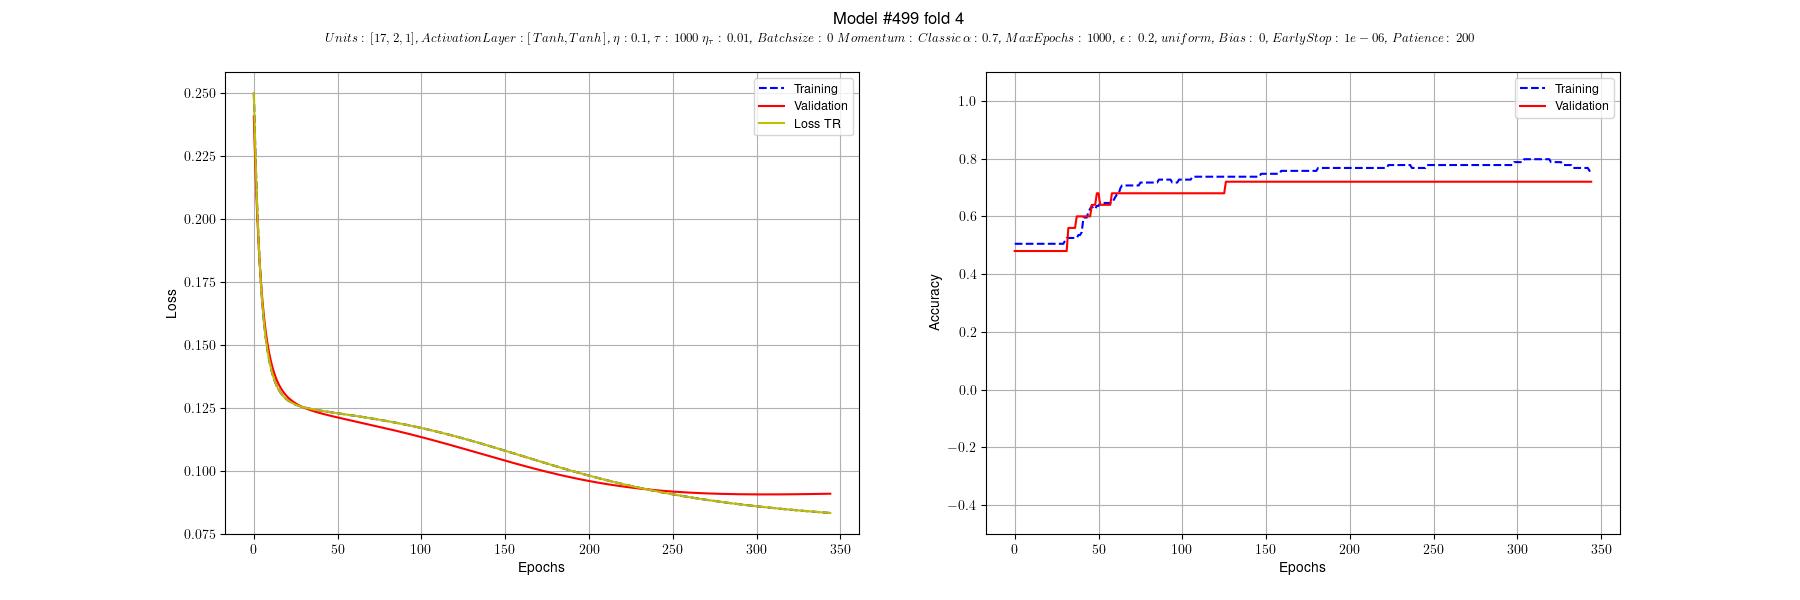 Model #499 fold 4
Units : [17, 2, 1], ActivationLayer : [Tanh, Tanh], η : 0.1, τ : 1000 η_τ : 0.01, Batchsize : 0 Momentum : Classic α : 0.7, MaxEpochs : 1000, ϵ : 0.2, uniform, Bias : 0, EarlyStop : 1e − 06, Patience : 200
Training
Validation
Loss TR
0.250
0.225
0.200
0.175
0.150
0.125
0.100
0.075
Loss
0 50 100 150 200 250 300 350
Epochs
Training
Validation
1.0
0.8
0.6
0.4
0.2
0.0
−0.2
−0.4
Accuracy
0 50 100 150 200 250 300 350
Epochs